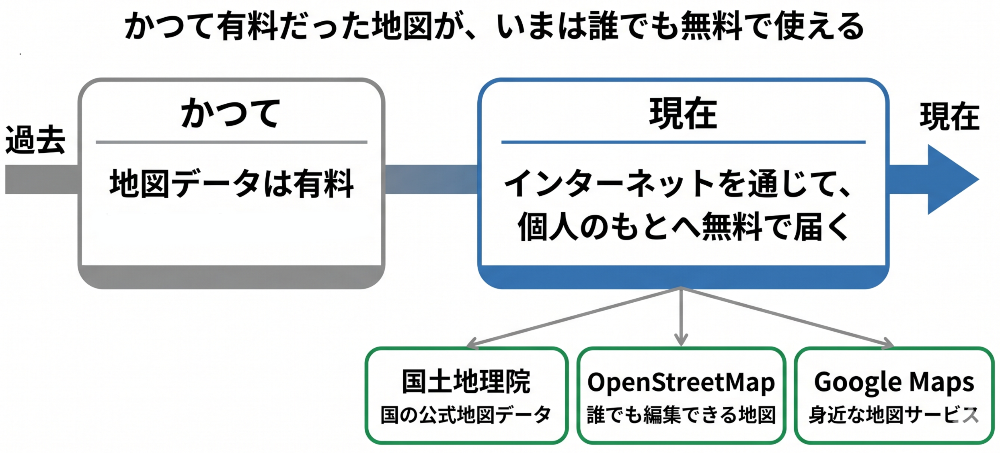 かつて有料だった地図が、いまは誰でも無料で使える
過去
かつて
地図データは有料
現在
インターネットを通じて、
個人のもとへ無料で届く
現在
国土地理院
国の公式地図データ
OpenStreetMap
誰でも編集できる地図
Google Maps
身近な地図サービス